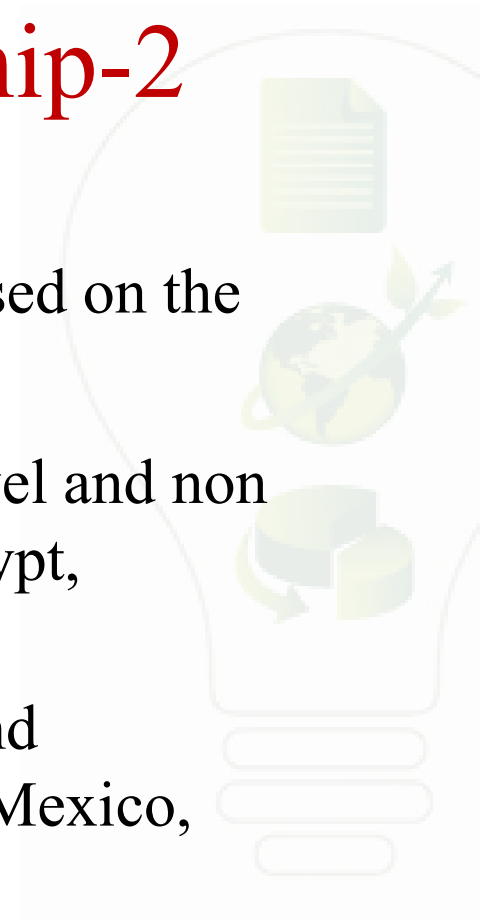 hip-2
sed on the
vel and non
ypt,
nd
Mexico,